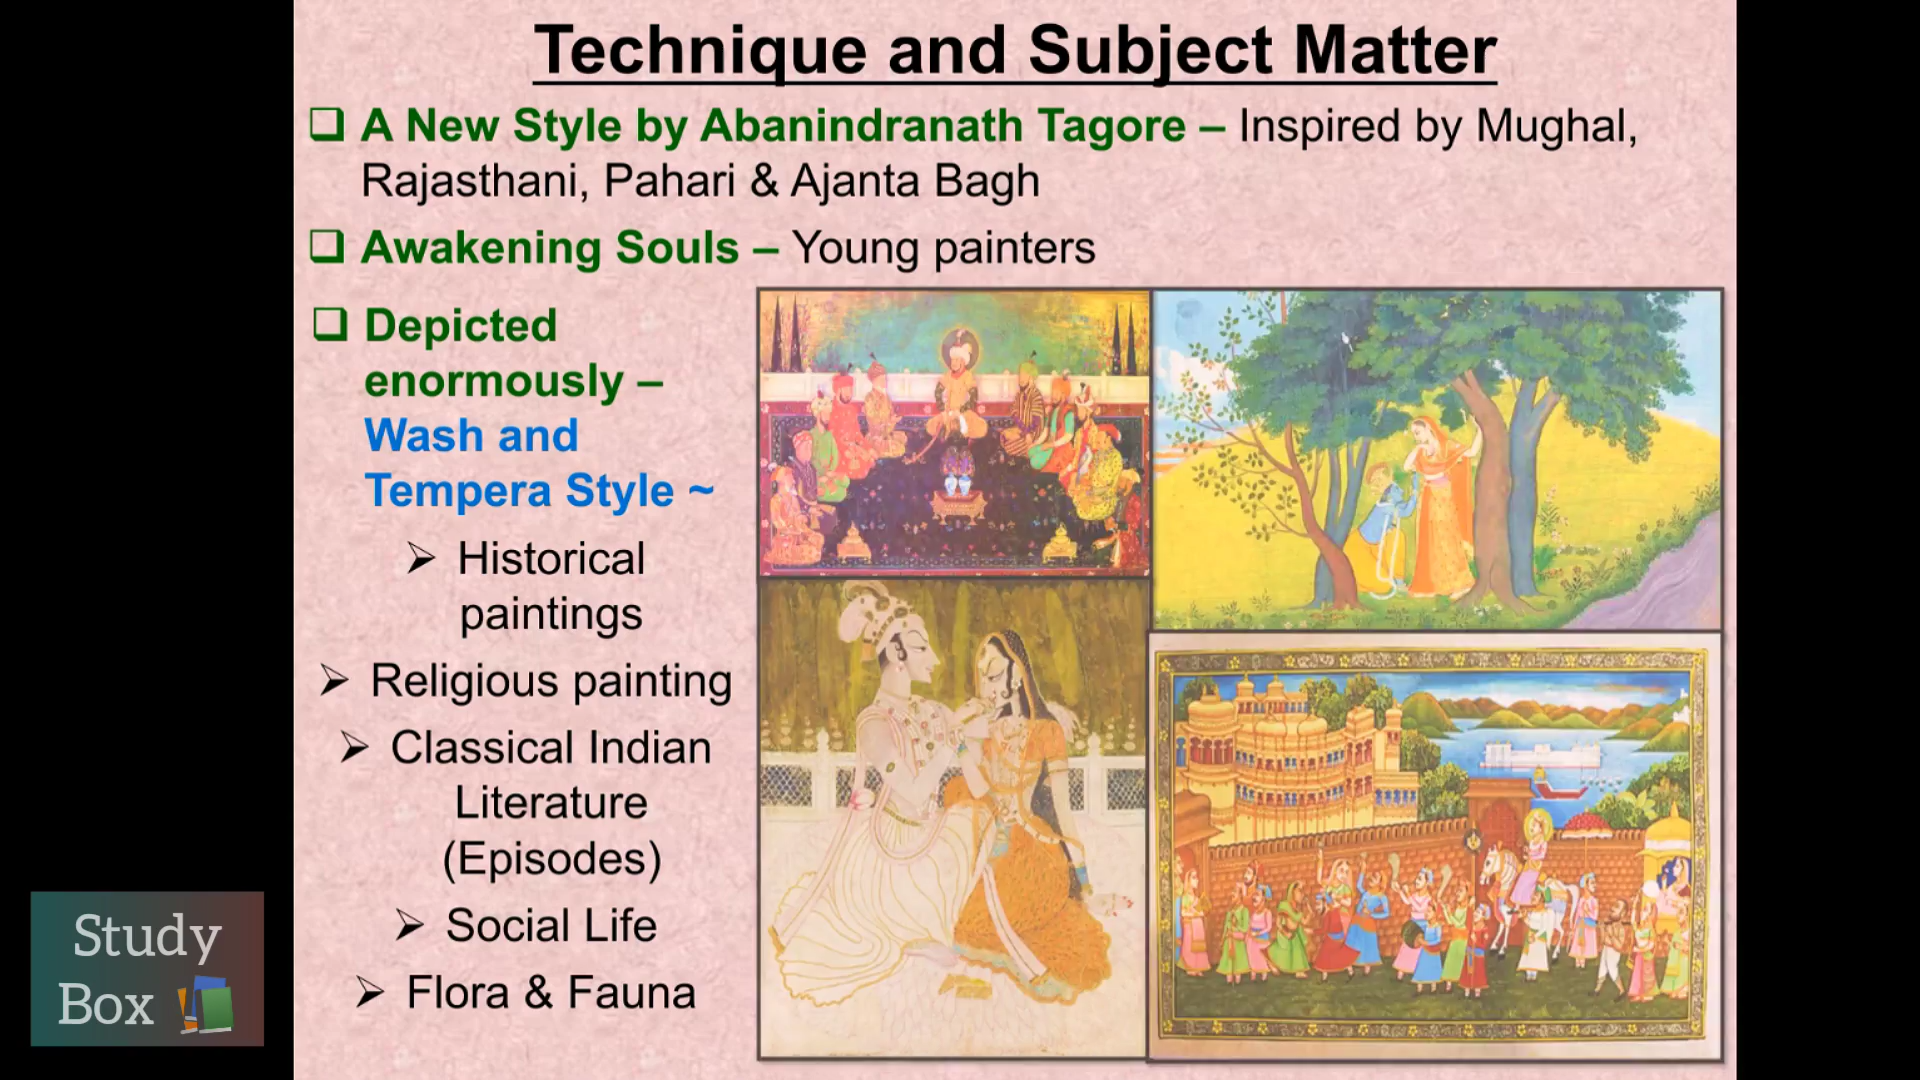 Technique and Subject Matter
❑ A New Style by Abanindranath Tagore – Inspired by Mughal,
Rajasthani, Pahari & Ajanta Bagh
❑ Awakening Souls – Young painters
❑ Depicted
enormously –
Wash and
Tempera Style ~
➢ Historical
paintings
➢ Religious painting
➢ Classical Indian
Literature
(Episodes)
➢ Social Life
➢ Flora & Fauna
Study
Box